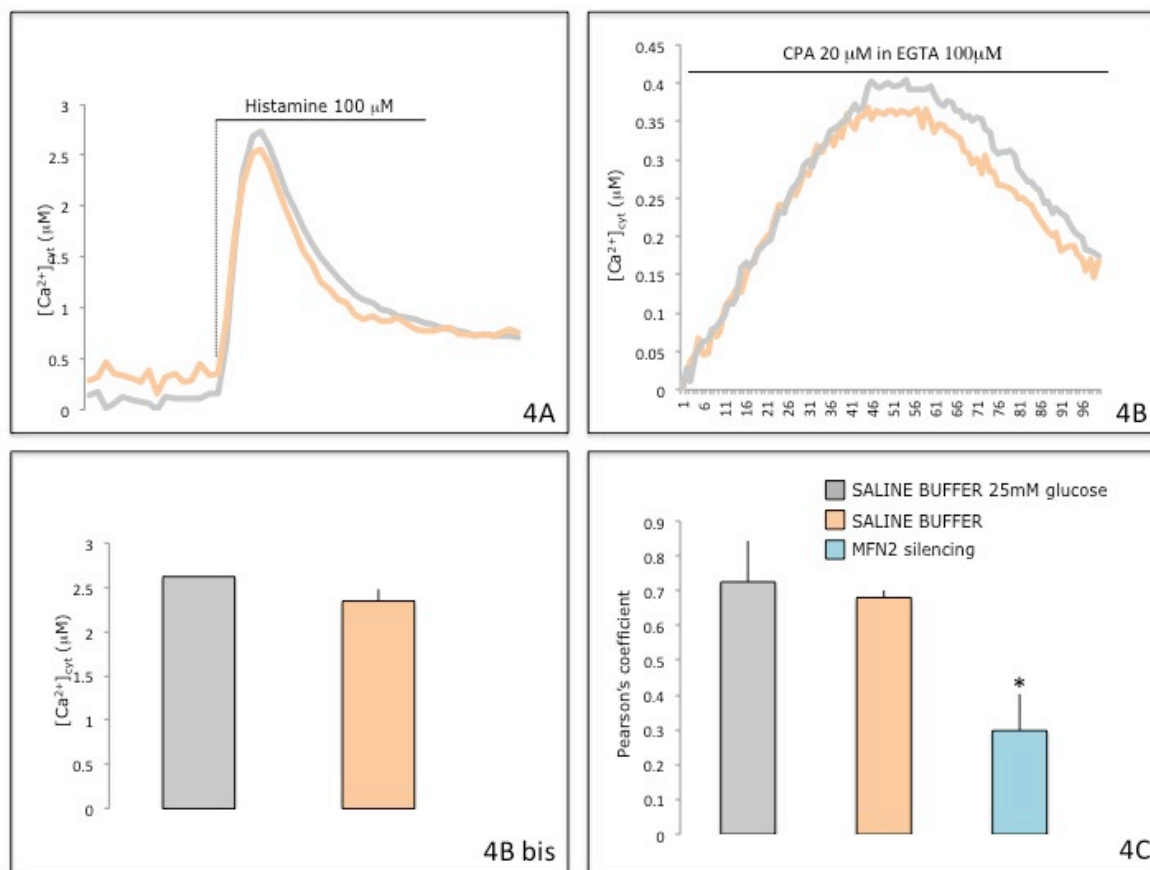 3
2.5
2
1.5
1
0.5
0
[Ca2+]cyt (μM)
Histamine 100 μM
4A
0.45
0.4
0.35
0.3
0.25
0.2
0.15
0.1
0.05
0
[Ca2+]cyt (μM)
CPA 20 μM in EGTA 100μM
1 6 11 16 21 26 31 36 41 46 51 56 61 66 71 76 81 86 91 96
4B
3
2.5
2
1.5
1
0.5
0
[Ca2+]cyt (μM)
4B bis
SALINE BUFFER 25mM glucose
SALINE BUFFER
MFN2 silencing
0.9
0.8
0.7
0.6
0.5
0.4
0.3
0.2
0.1
0
Pearson's coefficient
*
4C